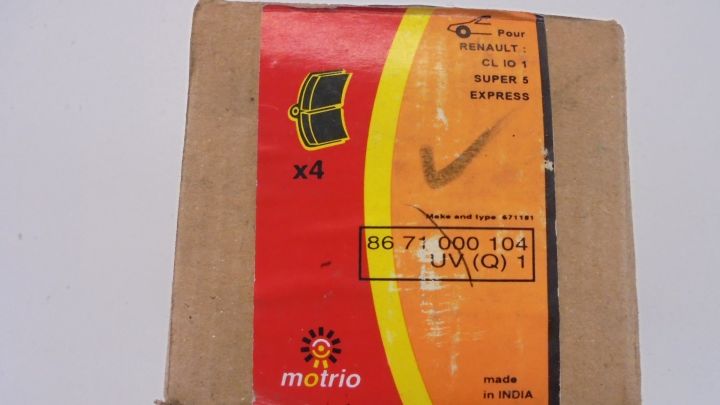 Pour
RENAULT :
CL IO 1
SUPER 5
EXPRESS
x4
Make and type 671181
86 71 000 104
UV (Q) 1
motrio
made
in INDIA